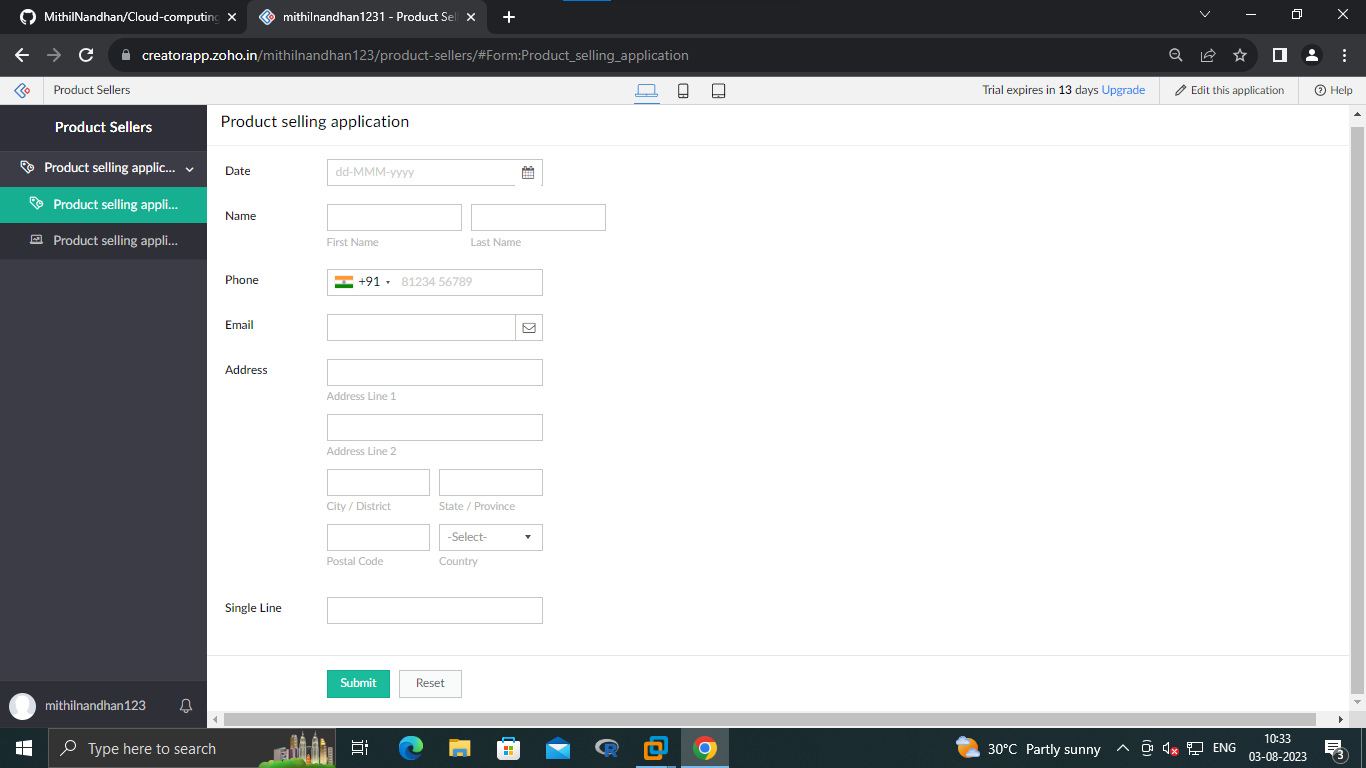 MithilNandhan/Cloud-computing
mithilnandhan1231 - Product Sell
creatorapp.zoho.in/mithilnandhan123/product-sellers/#Form:Product_selling_application
Product Sellers
Trial expires in 13 days Upgrade
Edit this application
Help
Product Sellers
Product selling applic...
Product selling appli...
Product selling appli...
mithilnandhan123
Product selling application
Date
dd-MMM-yyyy
Name
First Name
Last Name
Phone
+91
81234 56789
Email
Address
Address Line 1
Address Line 2
City / District
State / Province
-Select-
Postal Code
Country
Single Line
Submit
Reset
Type here to search
30°C Partly sunny
ENG
10:33
03-08-2023
3